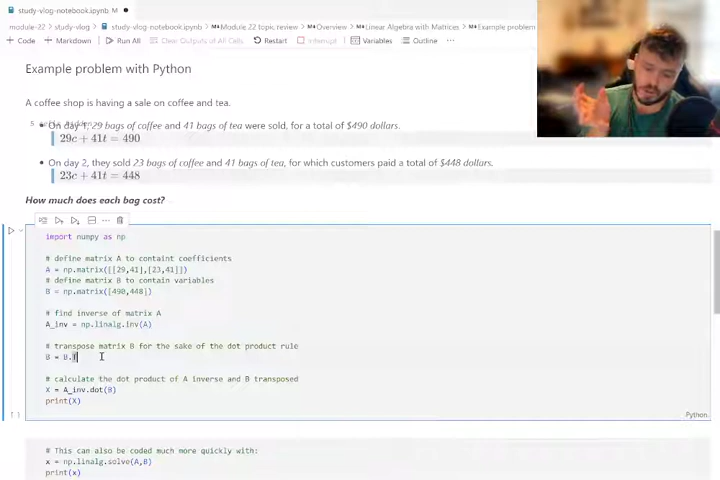 study-vlog-notebook.ipynb M
module-22 > study-vlog > study-vlog-notebook.ipynb > Module 22 topic review > Overview > Linear Algebra with Matrices > Example problem
+ Code + Markdown Run All Clear Outputs of All Cells Restart Interrupt Variables Outline ...
Example problem with Python
A coffee shop is having a sale on coffee and tea.
On day 1, 29 bags of coffee and 41 bags of tea were sold, for a total of $490 dollars.
29c + 41t = 490
On day 2, they sold 23 bags of coffee and 41 bags of tea, for which customers paid a total of $448 dollars.
23c + 41t = 448
How much does each bag cost?
import numpy as np
# define matrix A to containt coefficients
A = np.matrix([[29,41],[23,41]])
# define matrix B to contain variables
B = np.matrix([490,448])
# find inverse of matrix A
A_inv = np.linalg.inv(A)
# transpose matrix B for the sake of the dot product rule
B = B.T
# calculate the dot product of A inverse and B transposed
X = A_inv.dot(B)
print(X)
[ ]
Python
# This can also be coded much more quickly with:
x = np.linalg.solve(A,B)
print(x)